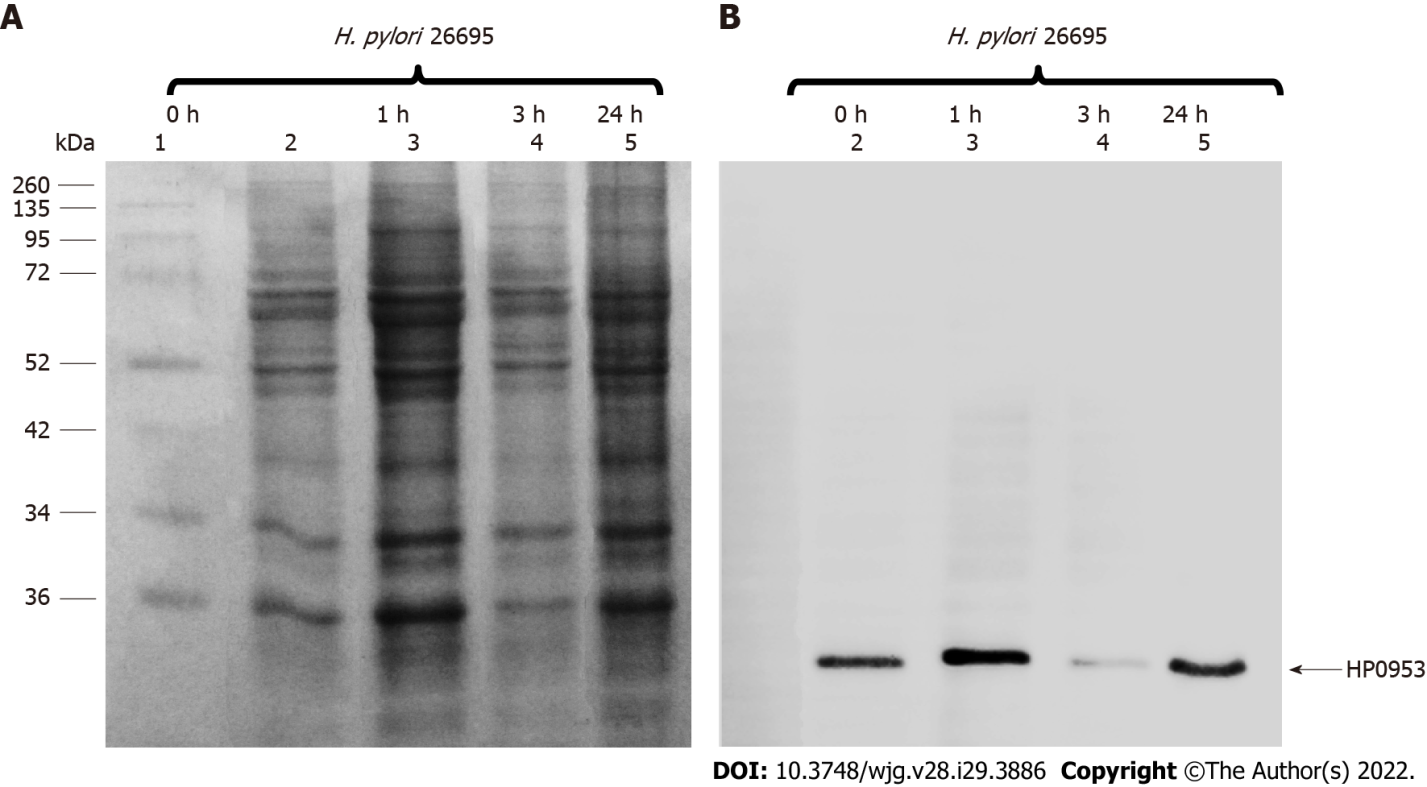 A
H. pylori 26695
0 h 1 h 3 h 24 h
kDa 1 2 3 4 5
260
135
95
72
52
42
34
36
B
H. pylori 26695
0 h 1 h 3 h 24 h
2 3 4 5
HP0953
DOI: 10.3748/wjg.v28.i29.3886 Copyright ©The Author(s) 2022.